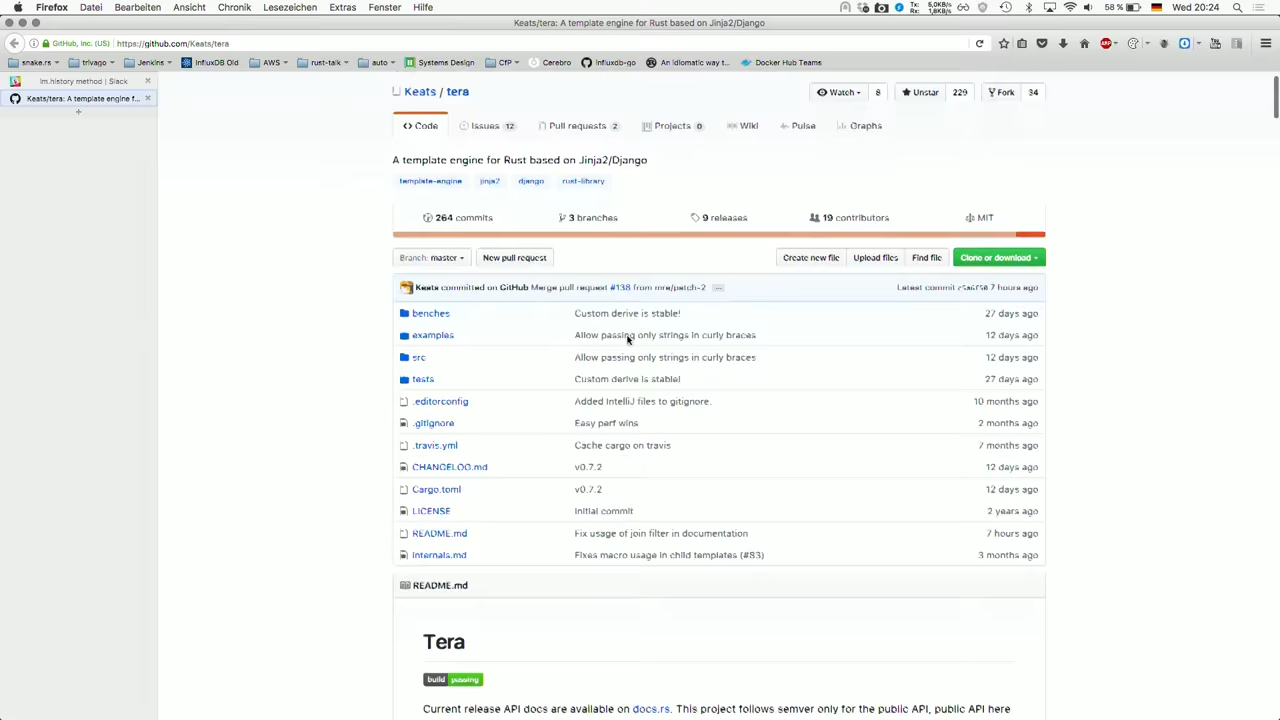 Firefox Datei Bearbeiten Ansicht Chronik Lesezeichen Extras Fenster Hilfe Tx: 5,0KB/s Rx: 1,8KB/s 58 % Wed 20:24
Keats/tera: A template engine for Rust based on Jinja2/Django
GitHub, Inc. (US) https://github.com/Keats/tera
snake.rs trivago Jenkins InfluxDB Old AWS rust-talk auto Systems Design CfP Cerebro influxdb-go An idiomatic way t... Docker Hub Teams
im.history method | Slack
Keats/tera: A template engine f...
Keats / tera Watch 8 Unstar 229 Fork 34
Code Issues 12 Pull requests 2 Projects 0 Wiki Pulse Graphs
A template engine for Rust based on Jinja2/Django
template-engine jinja2 django rust-library
264 commits 3 branches 9 releases 19 contributors MIT
Branch: master New pull request Create new file Upload files Find file Clone or download
Keats committed on GitHub Merge pull request #138 from mre/patch-2 ... Latest commit 7 hours ago
benches Custom derive is stable! 27 days ago
examples Allow passing only strings in curly braces 12 days ago
src Allow passing only strings in curly braces 12 days ago
tests Custom derive is stable! 27 days ago
.editorconfig Added IntelliJ files to gitignore. 10 months ago
.gitignore Easy perf wins 2 months ago
.travis.yml Cache cargo on travis 7 months ago
CHANGELOG.md v0.7.2 12 days ago
Cargo.toml v0.7.2 12 days ago
LICENSE Initial commit 2 years ago
README.md Fix usage of join filter in documentation 7 hours ago
internals.md Fixes macro usage in child templates (#83) 3 months ago
README.md
Tera
build passing
Current release API docs are available on docs.rs. This project follows semver only for the public API, public API here